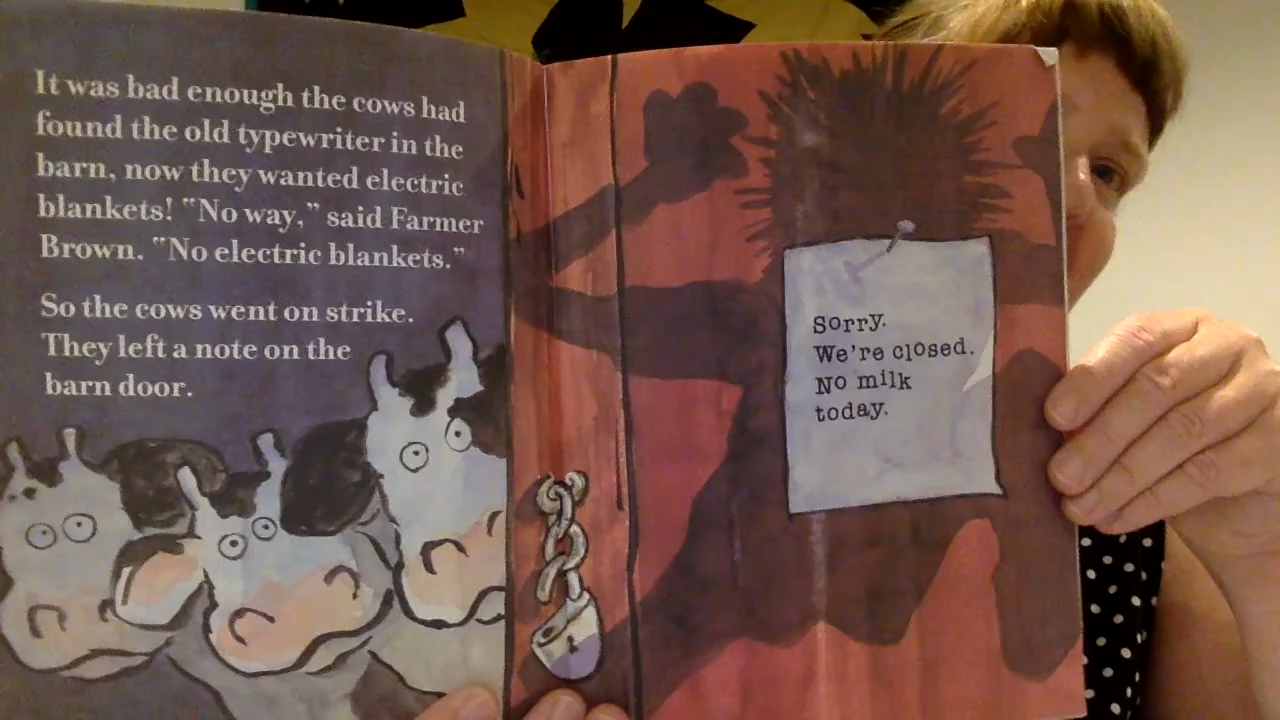 It was bad enough the cows had
found the old typewriter in the
barn, now they wanted electric
blankets! "No way," said Farmer
Brown. "No electric blankets."
So the cows went on strike.
They left a note on the
barn door.
Sorry.
We're closed.
No milk
today.